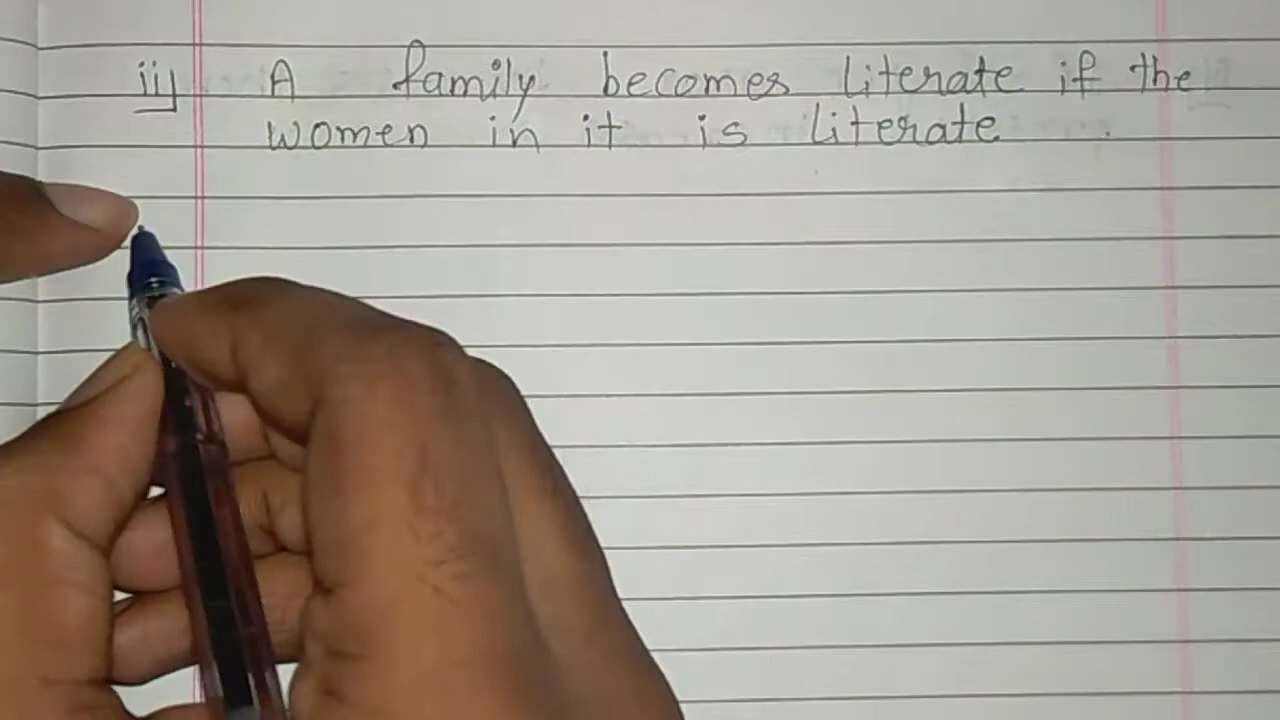 ii) A family becomes literate if the
women in it is literate .